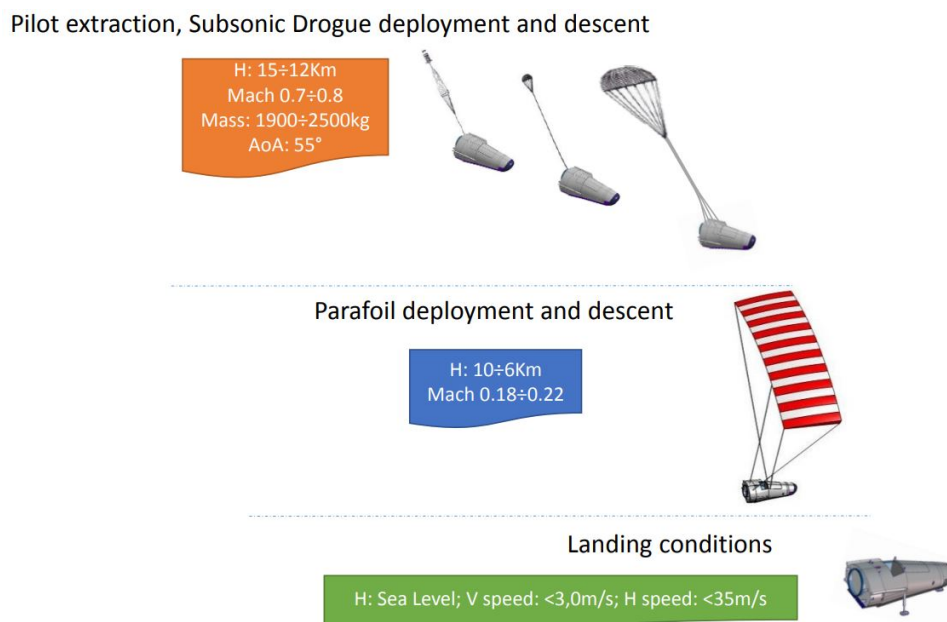 Pilot extraction, Subsonic Drogue deployment and descent
H: 15÷12Km
Mach 0.7÷0.8
Mass: 1900÷2500kg
AoA: 55°
Parafoil deployment and descent
H: 10÷6Km
Mach 0.18÷0.22
Landing conditions
H: Sea Level; V speed: <3,0m/s; H speed: <35m/s